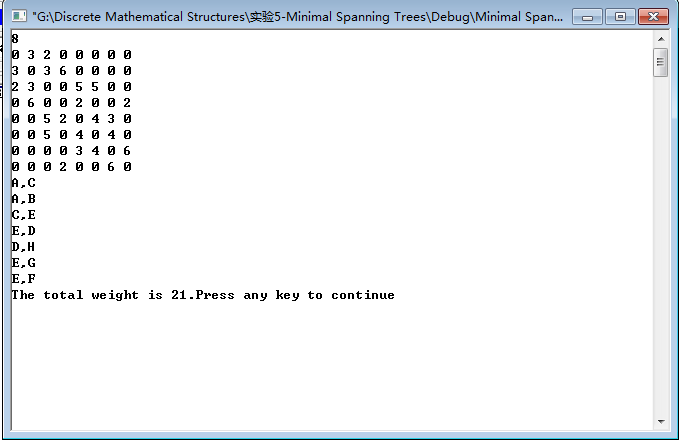 "G:\Discrete Mathematical Structures\实验5-Minimal Spanning Trees\Debug\Minimal Span...
8
0 3 2 0 0 0 0 0
3 0 3 6 0 0 0 0
2 3 0 0 5 5 0 0
0 6 0 0 2 0 0 2
0 0 5 2 0 4 3 0
0 0 5 0 4 0 4 0
0 0 0 0 3 4 0 6
0 0 0 2 0 0 6 0
A,C
A,B
C,E
E,D
D,H
E,G
E,F
The total weight is 21.Press any key to continue